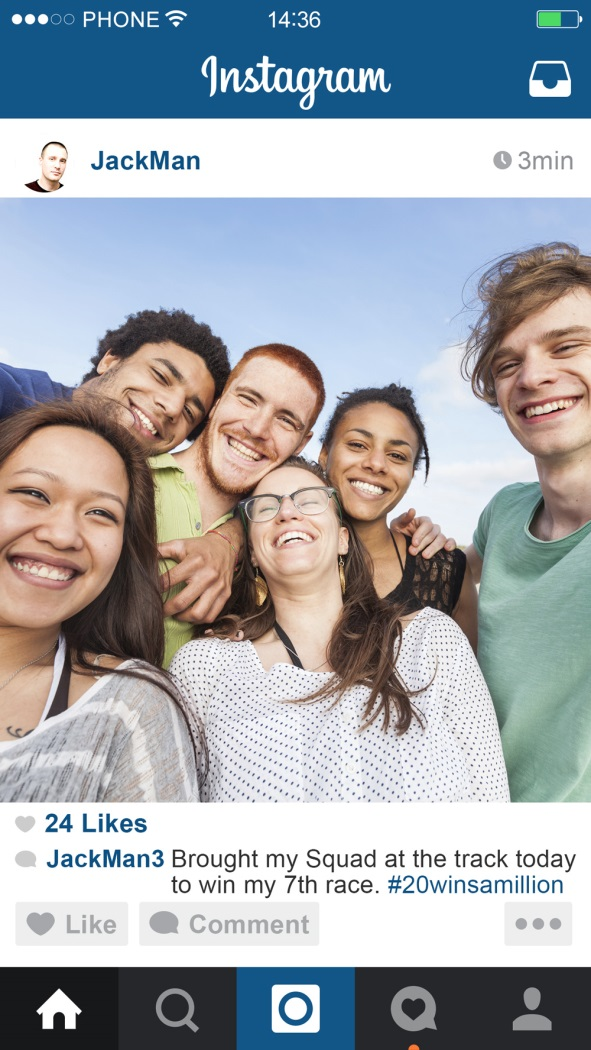 PHONE 14:36
Instagram
JackMan 3min
24 Likes
JackMan3 Brought my Squad at the track today
to win my 7th race. #20winsamillion
Like Comment